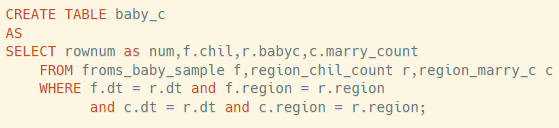 CREATE TABLE baby_c
AS
SELECT rownum as num,f.chil,r.babyc,c.marry_count
FROM froms_baby_sample f,region_chil_count r,region_marry_c c
WHERE f.dt = r.dt and f.region = r.region
and c.dt = r.dt and c.region = r.region;